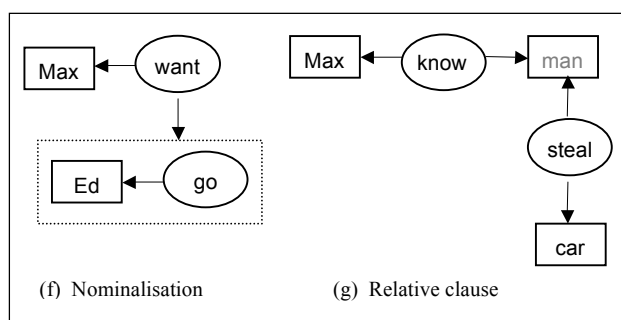 Max want
Ed go
(f) Nominalisation
Max know man
steal
car
(g) Relative clause